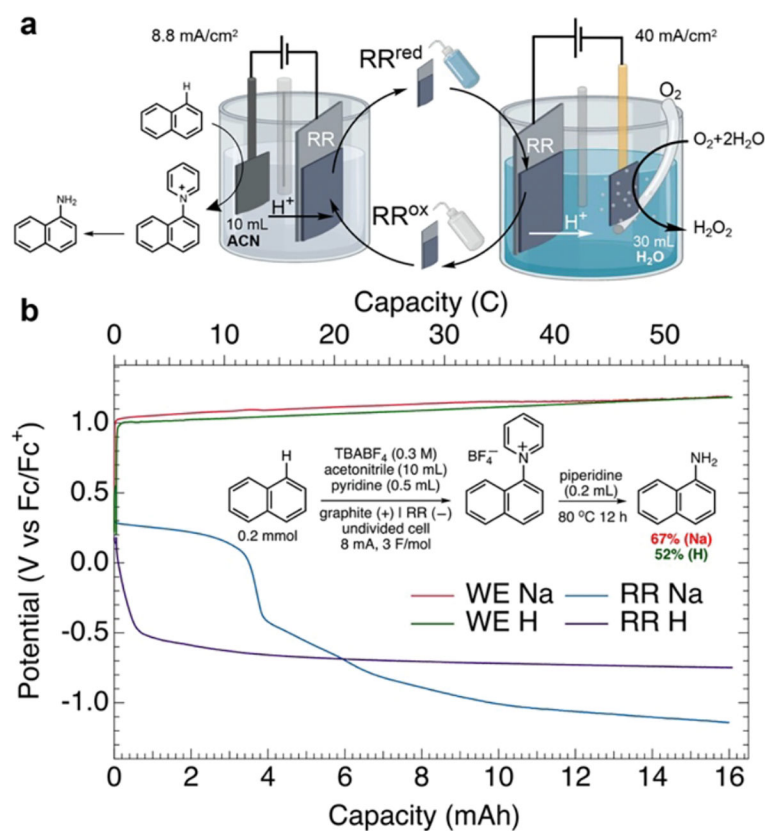 a
8.8 mA/cm²
RRʳᵉᵈ
40 mA/cm²
H
RR
RR
O₂
O₂+2H₂O
NH₂
N⁺
10 mL
ACN
H⁺
RRᵒˣ
H⁺
30 mL
H₂O
H₂O₂
b
Capacity (C)
0 10 20 30 40 50
Potential (V vs Fc/Fc⁺)
1.0
0.5
0.0
-0.5
-1.0
H
0.2 mmol
TBABF₄ (0.3 M)
acetonitrile (10 mL)
pyridine (0.5 mL)
graphite (+) | RR (−)
undivided cell
8 mA, 3 F/mol
BF₄⁻
N⁺
piperidine
(0.2 mL)
80 ºC 12 h
NH₂
67% (Na)
52% (H)
WE Na RR Na
WE H RR H
0 2 4 6 8 10 12 14 16
Capacity (mAh)